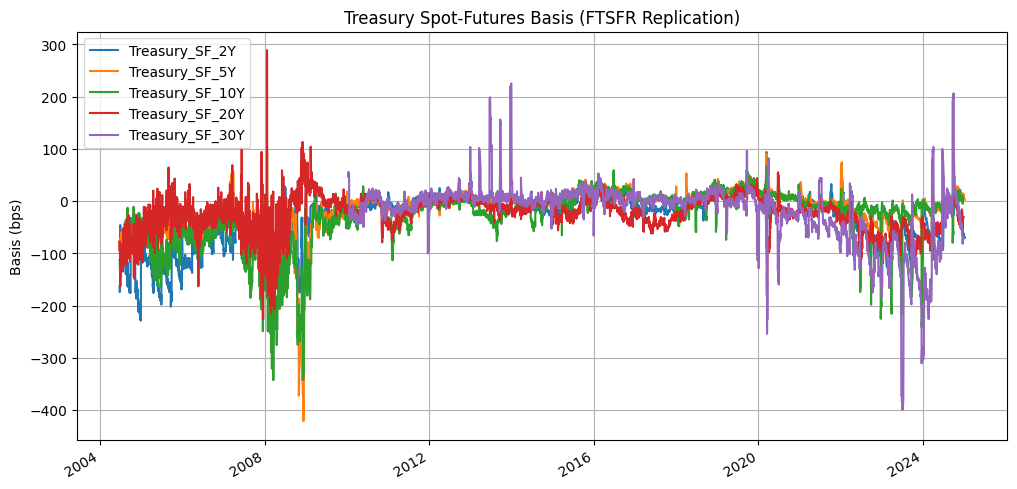 Treasury Spot-Futures Basis (FTSFR Replication)
Treasury_SF_2Y
Treasury_SF_5Y
Treasury_SF_10Y
Treasury_SF_20Y
Treasury_SF_30Y
Basis (bps)
300
200
100
0
−100
−200
−300
−400
2004
2008
2012
2016
2020
2024